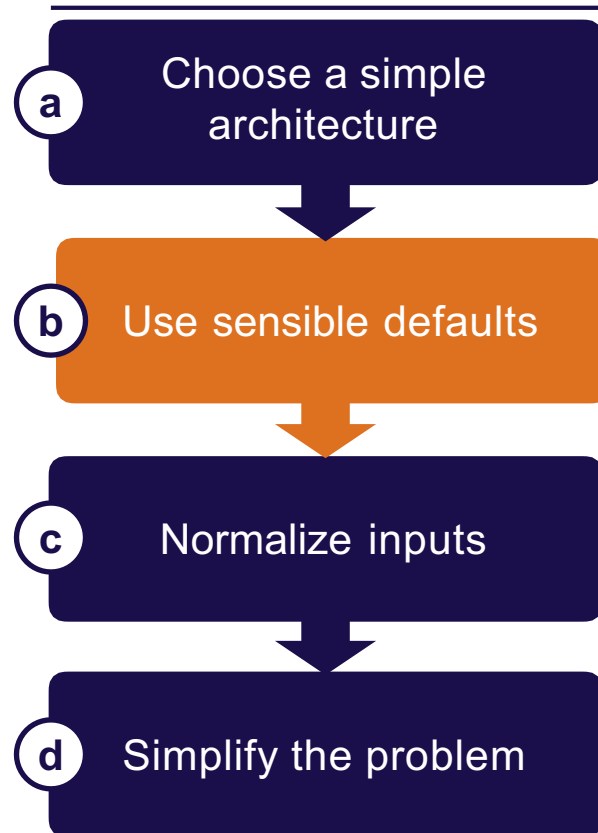 a
Choose a simple
architecture
b
Use sensible defaults
c
Normalize inputs
d
Simplify the problem